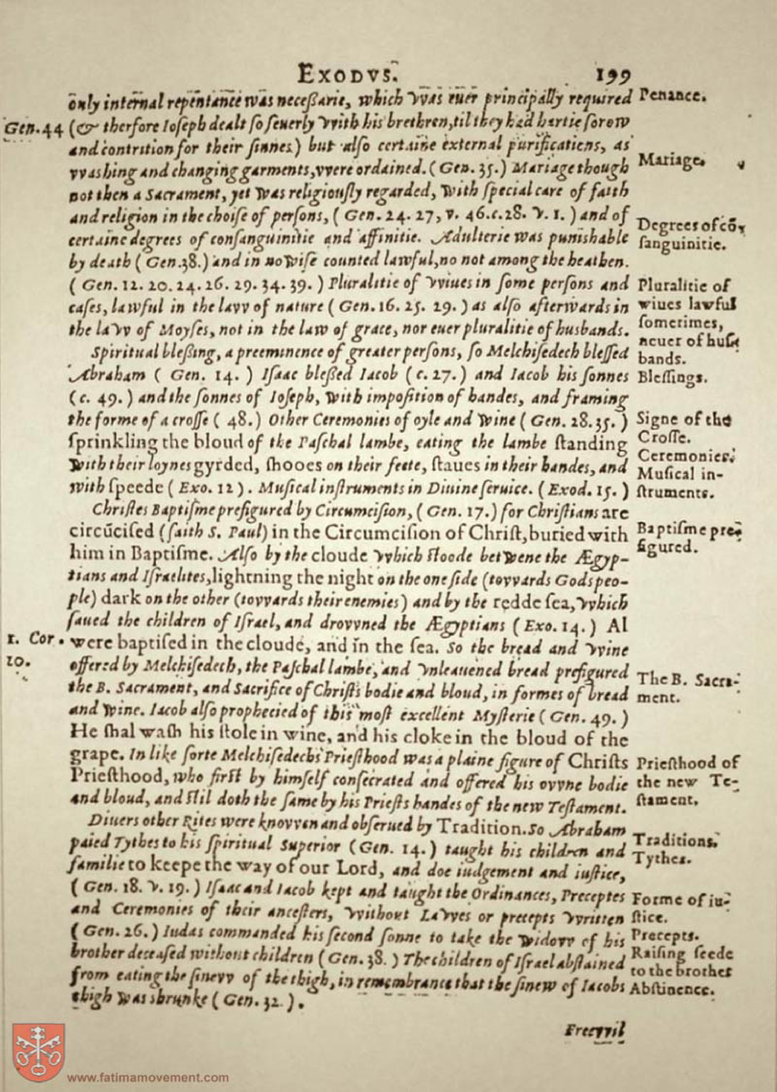 EXODVS. 199
only internal repentance was neceſſarie, which vvas euer principally required Penance.
Gen. 44 (& therfore Ioſeph dealt ſo ſeuerly vvith his brethren, til they had hartie ſorow
and contrition for their ſinnes) but alſo certaine external purifications, as
vvashing and changing garments, vvere ordained. (Gen. 35.) Mariage though Mariage.
not then a Sacrament, yet was religiouſly regarded, with ſpecial care of faith
and religion in the choiſe of perſons, ( Gen. 24. 27, v. 46. c. 28. v. 1. ) and of
certaine degrees of conſanguinitie and affinitie. Adulterie was punishable Degrees of cõ-
by death ( Gen. 38.) and in no wiſe counted lawful, no not among the heathen. ſanguinitie.
( Gen. 12. 20. 24. 26. 29. 34. 39. ) Pluralitie of vviues in ſome perſons and Pluralitie of
caſes, lawful in the lavv of nature ( Gen. 16. 25. 29. ) as alſo afterwards in wiues lawful
the lavv of Moyſes, not in the law of grace, nor euer pluralitie of husbands. ſometimes,
neuer of huſ-
Spiritual bleſſing, a preeminence of greater perſons, ſo Melchiſedech bleſſed bands.
Abraham ( Gen. 14. ) Iſaac bleſſed Iacob ( c. 27. ) and Iacob his ſonnes Bleſſings.
(c. 49. ) and the ſonnes of Ioſeph, with impoſition of handes, and framing
the forme of a croſſe ( 48.) Other Ceremonies of oyle and wine ( Gen. 28. 35. ) Signe of the
ſprinkling the bloud of the Paſchal lambe, eating the lambe ſtanding Croſſe.
with their loynes gyrded, ſhooes on their feete, ſtaues in their handes, and Ceremonies.
with ſpeede ( Exo. 12 ) . Muſical inſtruments in Diuine ſeruice. ( Exod. 15. ) Muſical in-
ſtruments.
Chriſtes Baptiſme prefigured by Circumciſion, ( Gen. 17.) for Chriſtians are
circũciſed (ſaith S. Paul) in the Circumciſion of Chriſt, buried with Baptiſme pre-
him in Baptiſme. Alſo by the cloude vvhich ſtoode betwene the Ægyp- figured.
tians and Iſraelites, lightning the night on the one ſide (tovvards Gods peo-
ple) dark on the other (tovvards their enemies) and by the redde ſea, vvhich
ſaued the children of Iſrael, and drovvned the Ægyptians ( Exo. 14. ) Al
1. Cor. were baptiſed in the cloude, and in the ſea. So the bread and vvine
10. offered by Melchiſedech, the Paſchal lambe, and vnleauened bread prefigured The B. Sacra-
the B. Sacrament, and Sacrifice of Chriſts bodie and bloud, in formes of bread ment.
and wine. Iacob alſo prophecied of this moſt excellent Myſterie ( Gen. 49. )
He ſhal waſh his ſtole in wine, and his cloke in the bloud of the
grape. In like ſorte Melchiſedechs Prieſthood was a plaine figure of Chriſts Prieſthood of
Prieſthood, who firſt by himſelf conſecrated and offered his ovvne bodie the new Te-
and bloud, and ſtil doth the ſame by his Prieſts handes of the new Teſtament. ſtament.
Diuers other Rites were knovven and obſerued by Tradition. So Abraham
paied Tythes to his ſpiritual Superior ( Gen. 14. ) taught his children and Traditions.
familie to keepe the way of our Lord, and doe iudgement and iuſtice, Tythes.
( Gen. 18. v. 19. ) Iſaac and Iacob kept and taught the Ordinances, Preceptes Forme of iu-
and Ceremonies of their anceſters, vvithout Lavves or precepts vvritten ſtice.
( Gen. 26. ) Iudas commanded his ſecond ſonne to take the widovv of his Precepts.
brother deceaſed without children ( Gen. 38. ) The children of Iſrael abſtained Raiſing ſeede
from eating the ſinevv of the thigh, in remembrance that the ſinew of Iacobs to the brother
thigh was shrunke ( Gen. 32. ) . Abſtinence.
Freevvil
www.fatimamovement.com